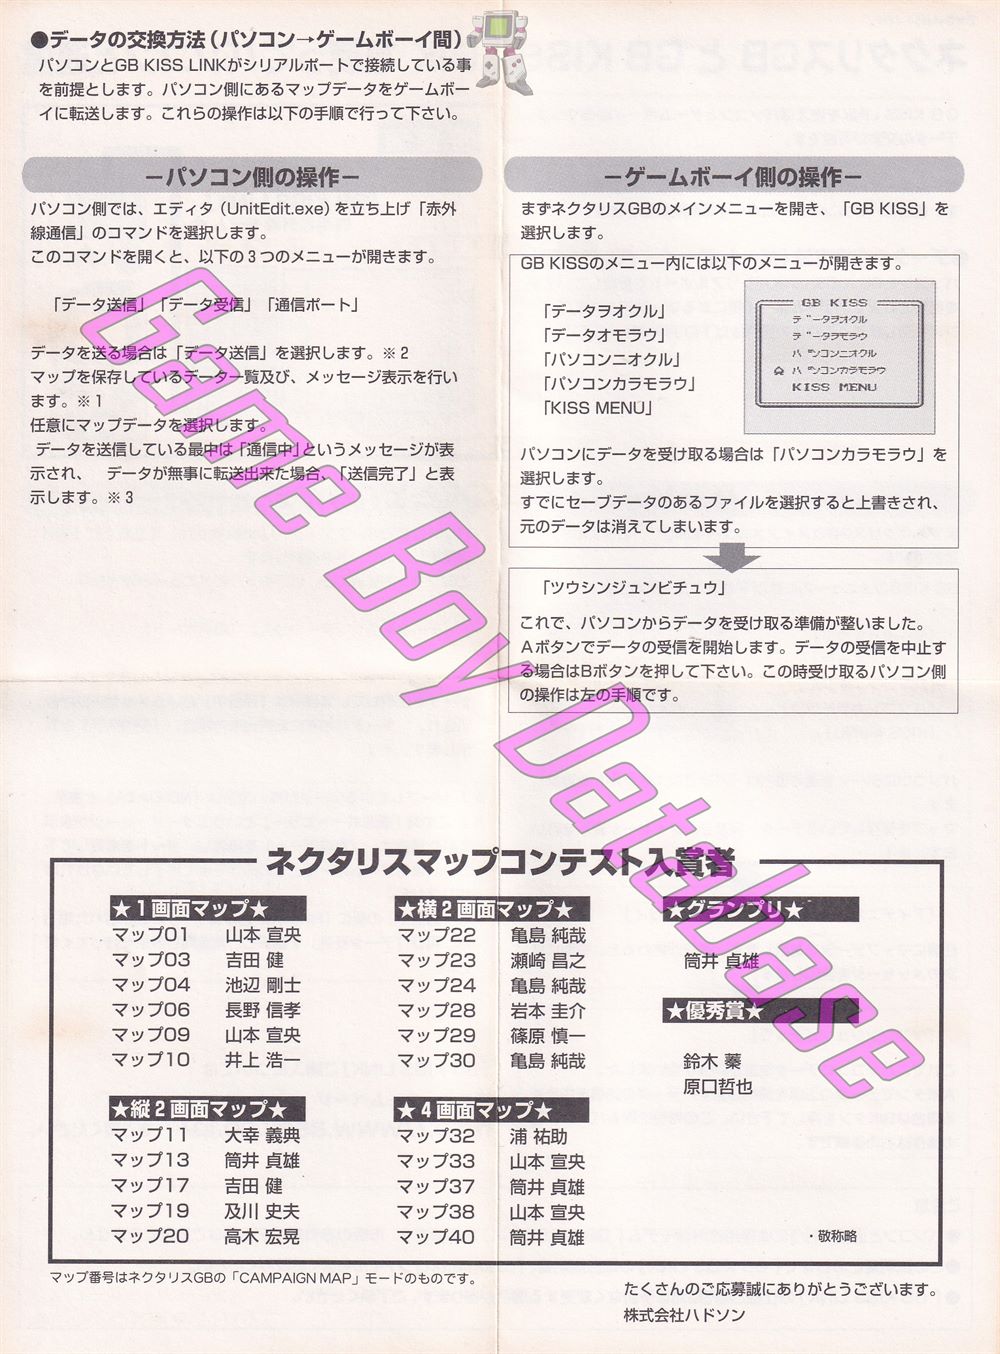 ●データの交換方法(パソコン→ゲームボーイ間)
パソコンとGB KISS LINKがシリアルポートで接続している事
を前提とします。パソコン側にあるマップデータをゲームボー
イに転送します。これらの操作は以下の手順で行って下さい。
－パソコン側の操作－
パソコン側では、エディタ(UnitEdit.exe)を立ち上げ「赤外
線通信」のコマンドを選択します。
このコマンドを開くと、以下の3つのメニューが開きます。
「データ送信」「データ受信」「通信ポート」
データを送る場合は「データ送信」を選択します。※2
マップを保存しているデータ一覧及び、メッセージ表示を行い
ます。※1
任意にマップデータを選択します。
データを送信している最中は「通信中」というメッセージが表
示され、 データが無事に転送出来た場合、「送信完了」と表
示します。※3
－ゲームボーイ側の操作－
まずネクタリスGBのメインメニューを開き、「GB KISS」を
選択します。
GB KISSのメニュー内には以下のメニューが開きます。
「データヲオクル」
「データオモラウ」
「パソコンニオクル」
「パソコンカラモラウ」
「KISS MENU」
GB KISS
データヲオクル
データヲモラウ
パソコンニオクル
パソコンカラモラウ
KISS MENU
パソコンにデータを受け取る場合は「パソコンカラモラウ」を
選択します。
すでにセーブデータのあるファイルを選択すると上書きされ、
元のデータは消えてしまいます。
「ツウシンジュンビチュウ」
これで、パソコンからデータを受け取る準備が整いました。
Aボタンでデータの受信を開始します。データの受信を中止す
る場合はBボタンを押して下さい。この時受け取るパソコン側
の操作は左の手順です。
Game Boy Database
ネクタリスマップコンテスト入賞者
★1画面マップ★
マップ01 山本 宣央
マップ03 吉田 健
マップ04 池辺 剛士
マップ06 長野 信孝
マップ09 山本 宣央
マップ10 井上 浩一
★縦2画面マップ★
マップ11 大幸 義典
マップ13 筒井 貞雄
マップ17 吉田 健
マップ19 及川 史夫
マップ20 高木 宏晃
★横2画面マップ★
マップ22 亀島 純哉
マップ23 瀬崎 昌之
マップ24 亀島 純哉
マップ28 岩本 圭介
マップ29 篠原 慎一
マップ30 亀島 純哉
★4画面マップ★
マップ32 浦 祐助
マップ33 山本 宣央
マップ37 筒井 貞雄
マップ38 山本 宣央
マップ40 筒井 貞雄
★グランプリ★
筒井 貞雄
★優秀賞★
鈴木 蓁
原口哲也
・敬称略
マップ番号はネクタリスGBの「CAMPAIGN MAP」モードのものです。
たくさんのご応募誠にありがとうございます。
株式会社ハドソン